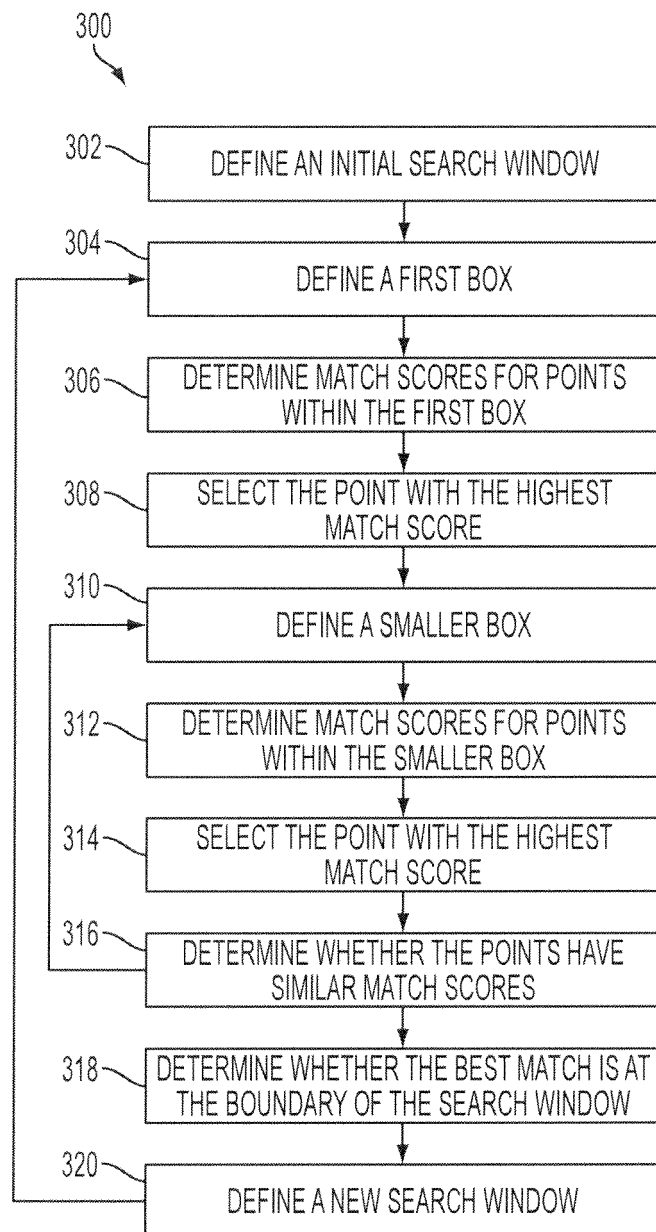 300
302
DEFINE AN INITIAL SEARCH WINDOW
304
DEFINE A FIRST BOX
306
DETERMINE MATCH SCORES FOR POINTS
WITHIN THE FIRST BOX
308
SELECT THE POINT WITH THE HIGHEST
MATCH SCORE
310
DEFINE A SMALLER BOX
312
DETERMINE MATCH SCORES FOR POINTS
WITHIN THE SMALLER BOX
314
SELECT THE POINT WITH THE HIGHEST
MATCH SCORE
316
DETERMINE WHETHER THE POINTS HAVE
SIMILAR MATCH SCORES
318
DETERMINE WHETHER THE BEST MATCH IS AT
THE BOUNDARY OF THE SEARCH WINDOW
320
DEFINE A NEW SEARCH WINDOW